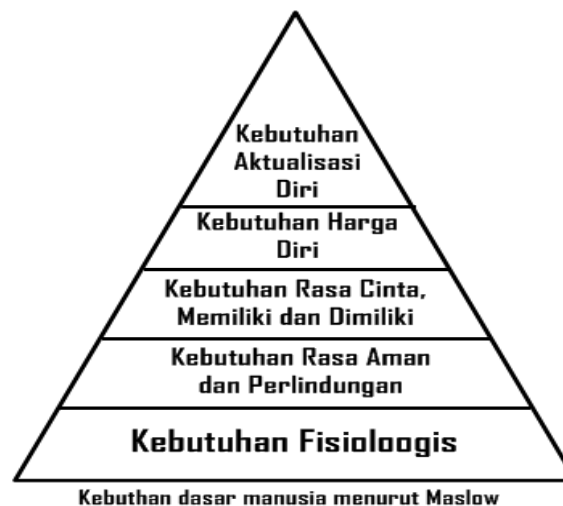 Kebutuhan
Aktualisasi
Diri
Kebutuhan Harga
Diri
Kebutuhan Rasa Cinta,
Memiliki dan Dimiliki
Kebutuhan Rasa Aman
dan Perlindungan
Kebutuhan Fisioloogis
Kebuthan dasar manusia menurut Maslow